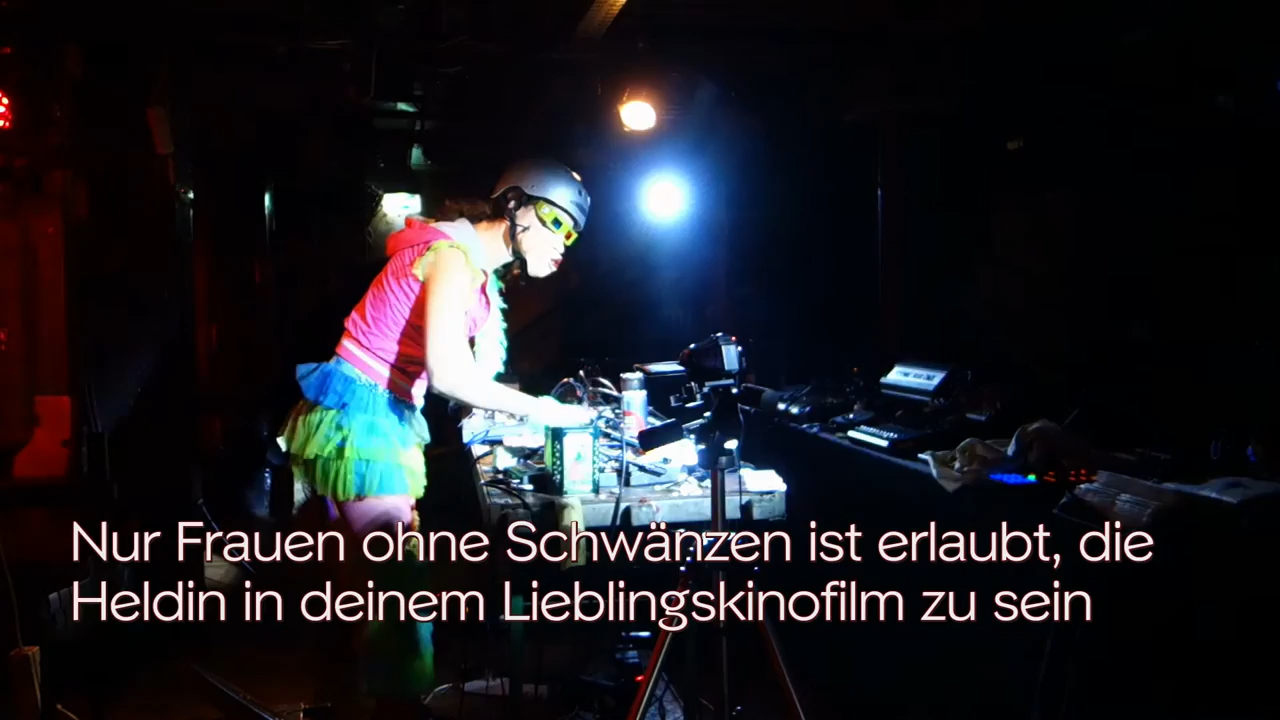 Nur Frauen ohne Schwänzen ist erlaubt, die
Heldin in deinem Lieblingskinofilm zu sein